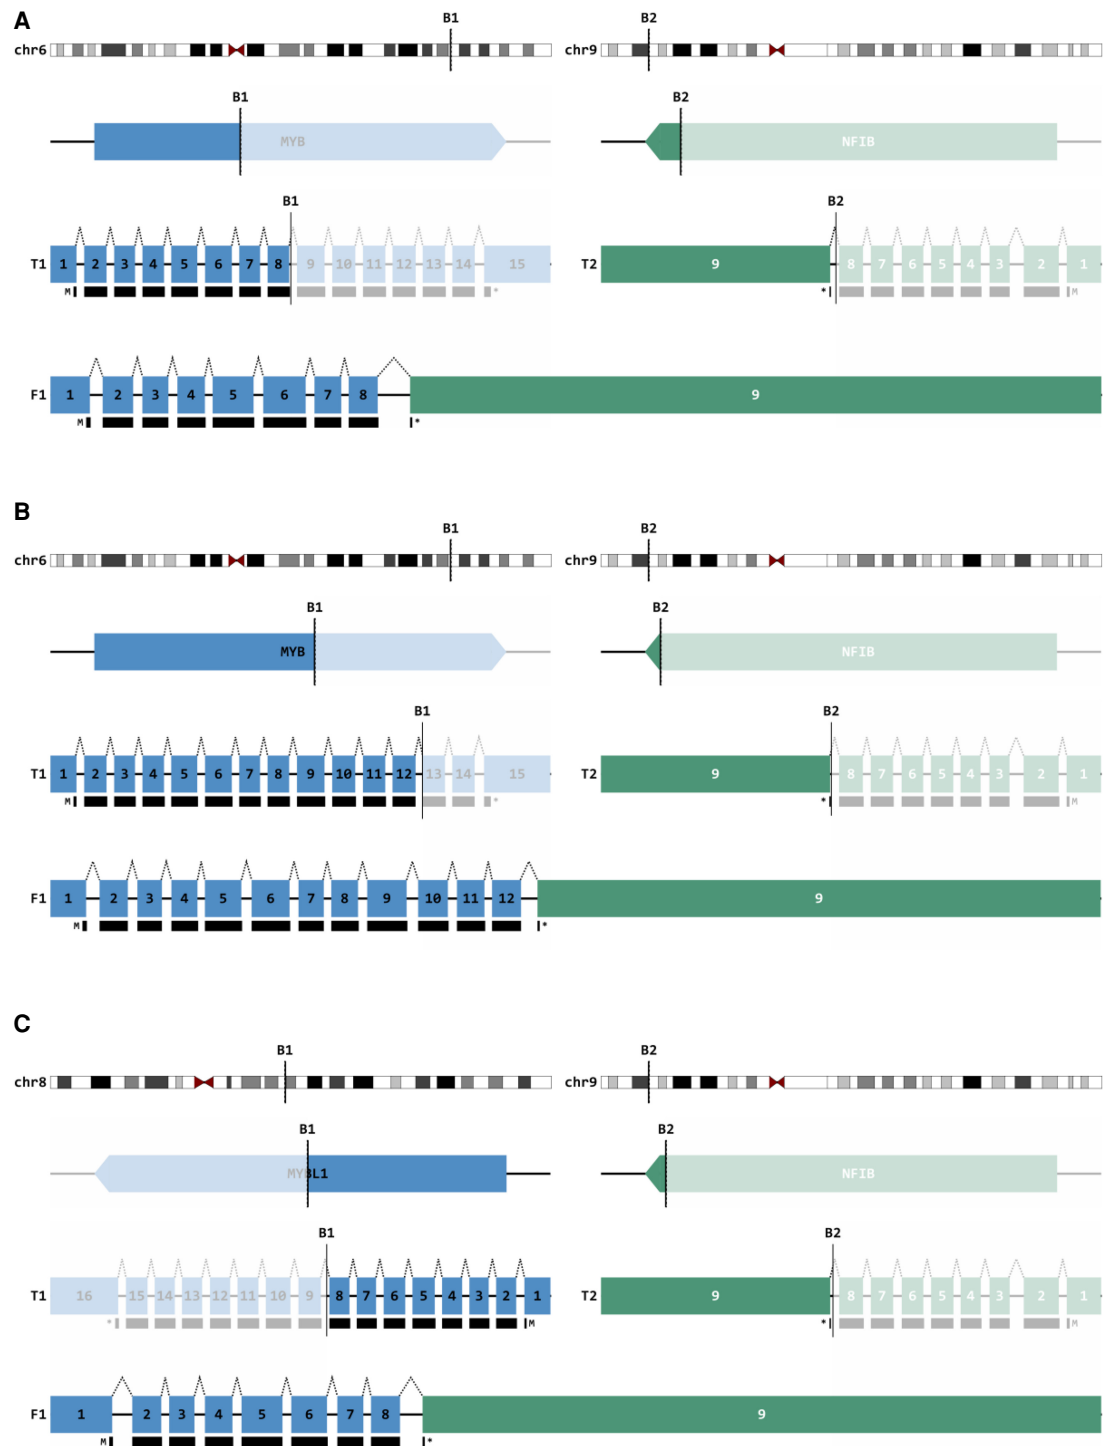 A
B1 B2
chr6 chr9
B1 B2
MYB NFIB
B1 B2
T1 1 2 3 4 5 6 7 8 9 10 11 12 13 14 15 T2 9 8 7 6 5 4 3 2 1
M * * M
F1 1 2 3 4 5 6 7 8 9
M *
B
B1 B2
chr6 chr9
B1 B2
MYB NFIB
B1 B2
T1 1 2 3 4 5 6 7 8 9 10 11 12 13 14 15 T2 9 8 7 6 5 4 3 2 1
M * * M
F1 1 2 3 4 5 6 7 8 9 10 11 12 9
M *
C
B1 B2
chr8 chr9
B1 B2
MYBL1 NFIB
B1 B2
T1 16 15 14 13 12 11 10 9 8 7 6 5 4 3 2 1 T2 9 8 7 6 5 4 3 2 1
* M * M
F1 1 2 3 4 5 6 7 8 9
M *